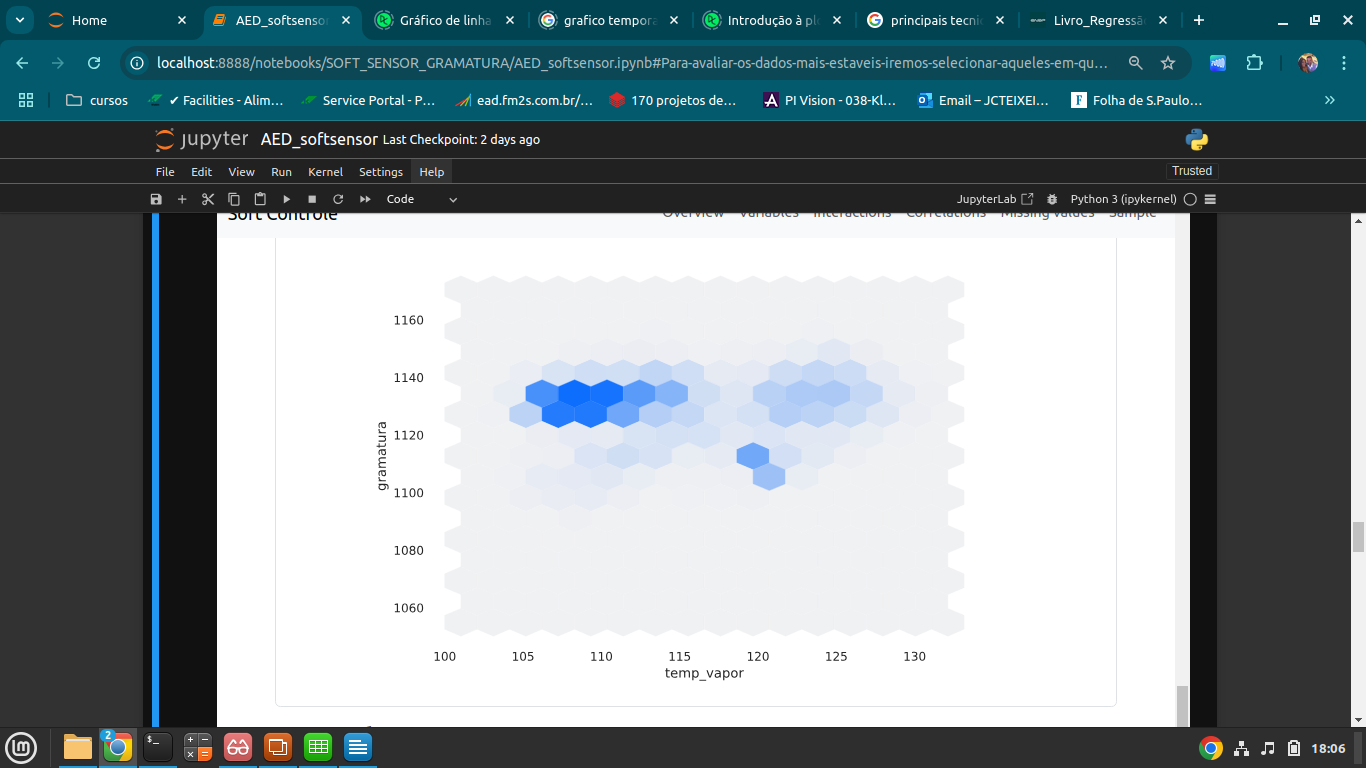 Home
AED_softsenso
Gráfico de linha
grafico tempora
Introdução à pl
principais tecni
Livro_Regressã
localhost:8888/notebooks/SOFT_SENSOR_GRAMATURA/AED_softsensor.ipynb#Para-avaliar-os-dados-mais-estaveis-iremos-selecionar-aqueles-em-qu...
cursos
✔ Facilities - Alim...
Service Portal - P...
ead.fm2s.com.br/...
170 projetos de...
PI Vision - 038-Kl...
Email – JCTEIXEI...
Folha de S.Paulo...
jupyter AED_softsensor Last Checkpoint: 2 days ago
File Edit View Run Kernel Settings Help Trusted
Code JupyterLab Python 3 (ipykernel)
Soft Controle Overview Variables Interactions Correlations Missing values Sample
1160
1140
1120
1100
1080
1060
gramatura
100 105 110 115 120 125 130
temp_vapor
2
18:06